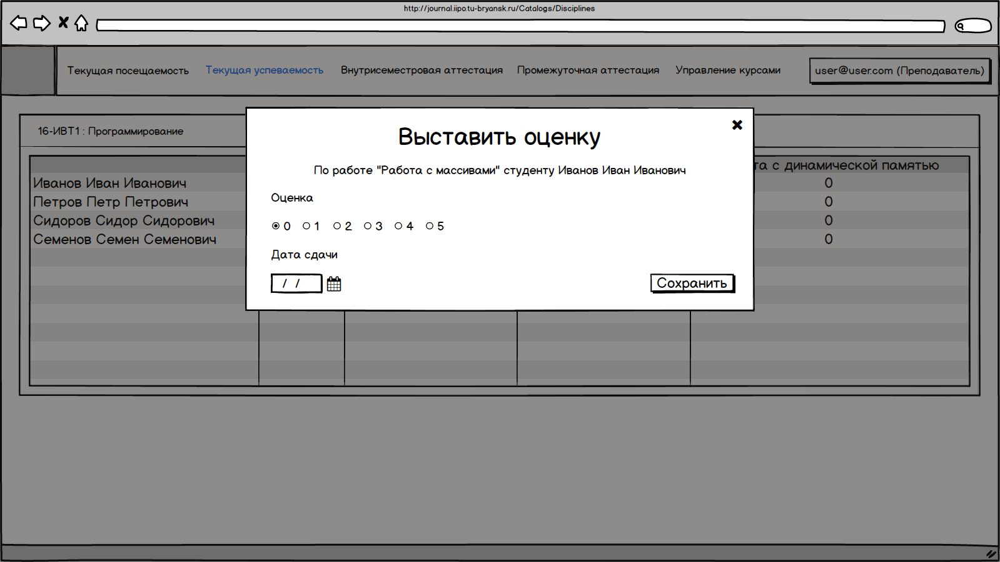 http://journal.iipo.tu-bryansk.ru/Catalogs/Disciplines
Текущая посещаемость Текущая успеваемость Внутрисеместровая аттестация Промежуточная аттестация Управление курсами user@user.com (Преподаватель)
16-ИВТ1 : Программирование
Выставить оценку
По работе "Работа с массивами" студенту Иванов Иван Иванович
Оценка
0 1 2 3 4 5
Дата сдачи
/ /
Сохранить
с динамической памятью
Иванов Иван Иванович 0
Петров Петр Петрович 0
Сидоров Сидор Сидорович 0
Семенов Семен Семенович 0